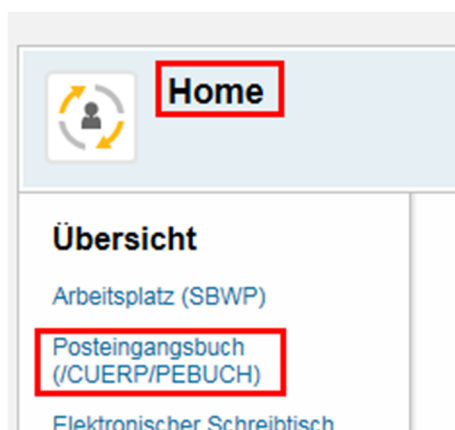 Home
Übersicht
Arbeitsplatz (SBWP)
Posteingangsbuch
(/CUERP/PEBUCH)
Elektronischer Schreibtisch